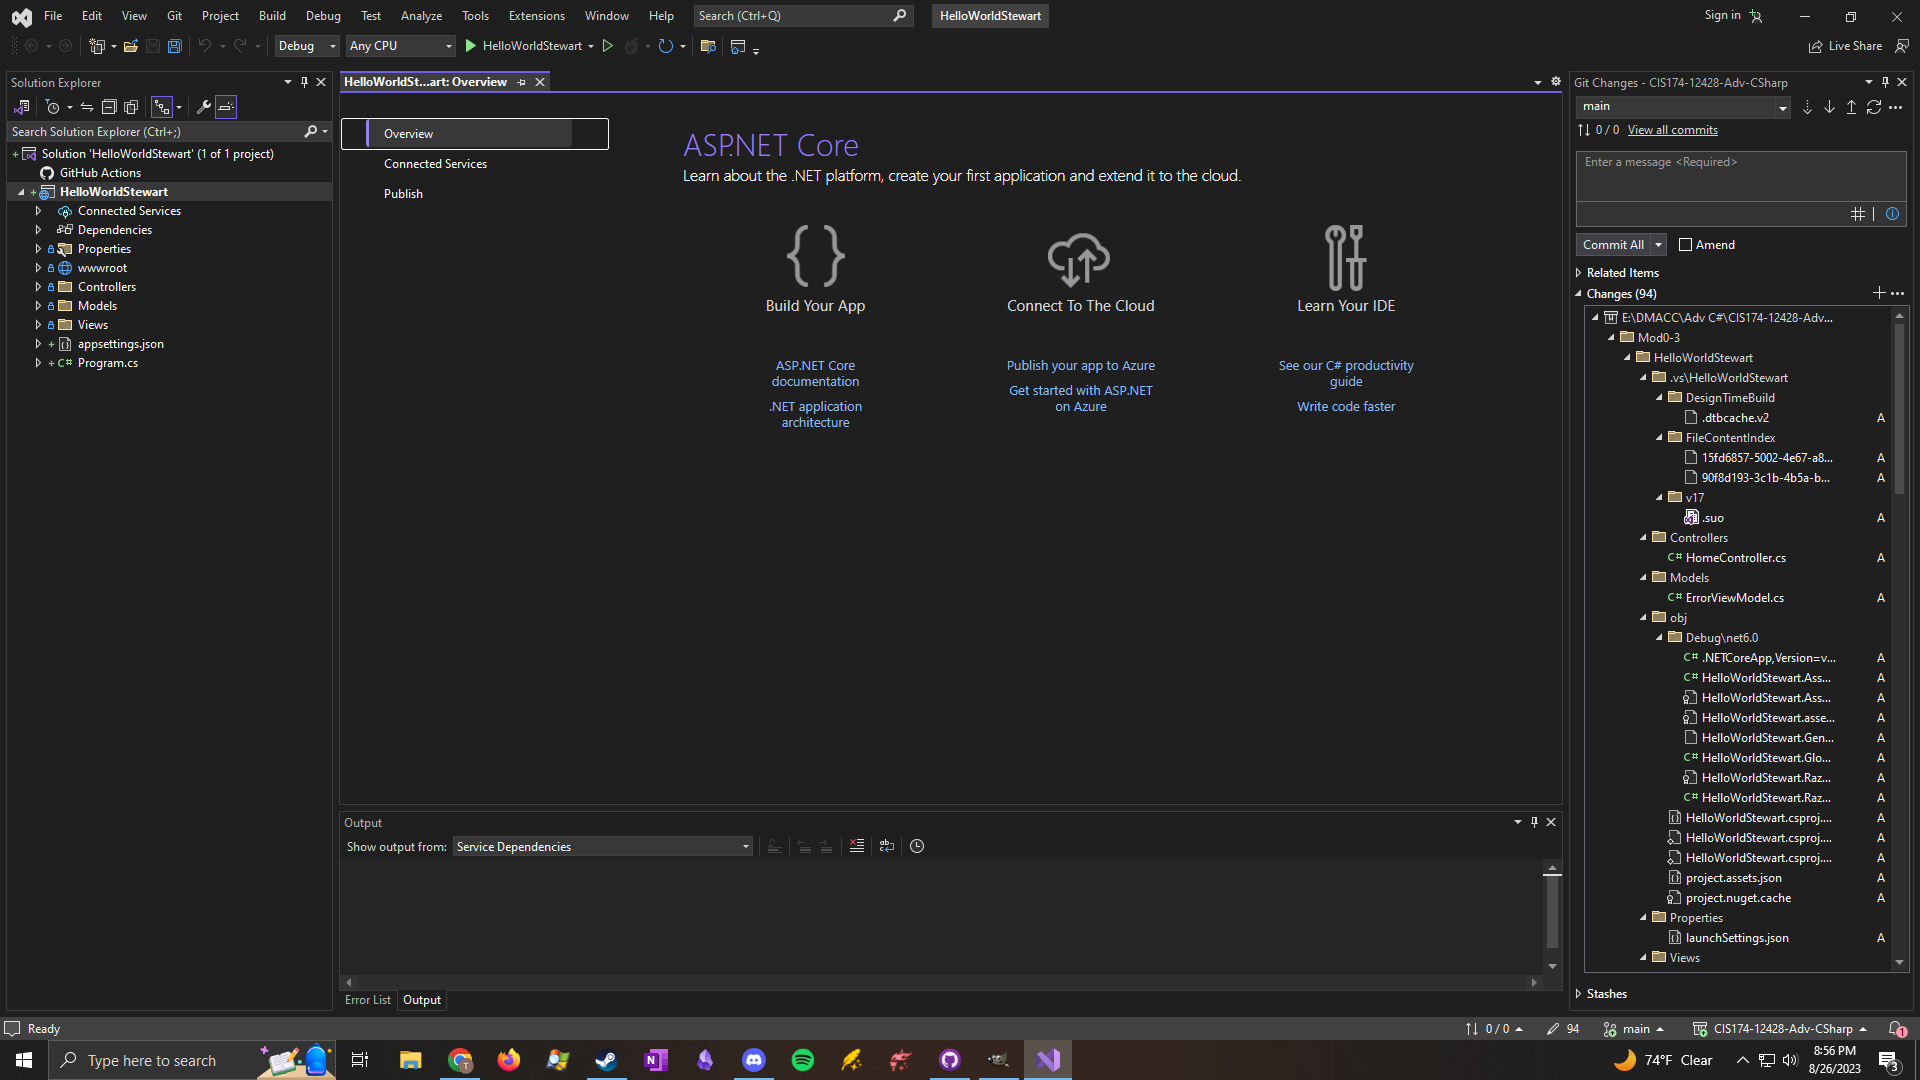 File Edit View Git Project Build Debug Test Analyze Tools Extensions Window Help Search (Ctrl+Q) HelloWorldStewart Sign in
Debug Any CPU HelloWorldStewart Live Share
Solution Explorer
Search Solution Explorer (Ctrl+;)
Solution 'HelloWorldStewart' (1 of 1 project)
GitHub Actions
HelloWorldStewart
Connected Services
Dependencies
Properties
wwwroot
Controllers
Models
Views
appsettings.json
C# Program.cs
HelloWorldSt...art: Overview
Overview
Connected Services
Publish
ASP.NET Core
Learn about the .NET platform, create your first application and extend it to the cloud.
Build Your App
ASP.NET Core
documentation
.NET application
architecture
Connect To The Cloud
Publish your app to Azure
Get started with ASP.NET
on Azure
Learn Your IDE
See our C# productivity
guide
Write code faster
Output
Show output from: Service Dependencies
Error List Output
Git Changes - CIS174-12428-Adv-CSharp
main
0 / 0 View all commits
Enter a message <Required>
Commit All Amend
Related Items
Changes (94)
E:\DMACC\Adv C#\CIS174-12428-Adv...
Mod0-3
HelloWorldStewart
.vs\HelloWorldStewart
DesignTimeBuild
.dtbcache.v2 A
FileContentIndex
15fd6857-5002-4e67-a8... A
90f8d193-3c1b-4b5a-b... A
v17
.suo A
Controllers
C# HomeController.cs A
Models
C# ErrorViewModel.cs A
obj
Debug\net6.0
C# .NETCoreApp,Version=v... A
C# HelloWorldStewart.Ass... A
HelloWorldStewart.Ass... A
HelloWorldStewart.asse... A
HelloWorldStewart.Gen... A
C# HelloWorldStewart.Glo... A
HelloWorldStewart.Raz... A
C# HelloWorldStewart.Raz... A
HelloWorldStewart.csproj.... A
HelloWorldStewart.csproj.... A
HelloWorldStewart.csproj.... A
project.assets.json A
project.nuget.cache A
Properties
launchSettings.json A
Views
Stashes
Ready 0 / 0 94 main CIS174-12428-Adv-CSharp 1
Type here to search 74°F Clear 8:56 PM
8/26/2023 3